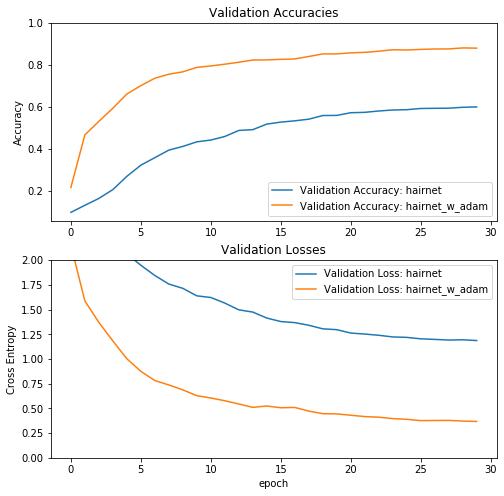 Validation Accuracies
1.0
0.8
0.6
0.4
0.2
Accuracy
Validation Accuracy: hairnet
Validation Accuracy: hairnet_w_adam
0 5 10 15 20 25 30
Validation Losses
2.00
1.75
1.50
1.25
1.00
0.75
0.50
0.25
0.00
Cross Entropy
Validation Loss: hairnet
Validation Loss: hairnet_w_adam
0 5 10 15 20 25 30
epoch